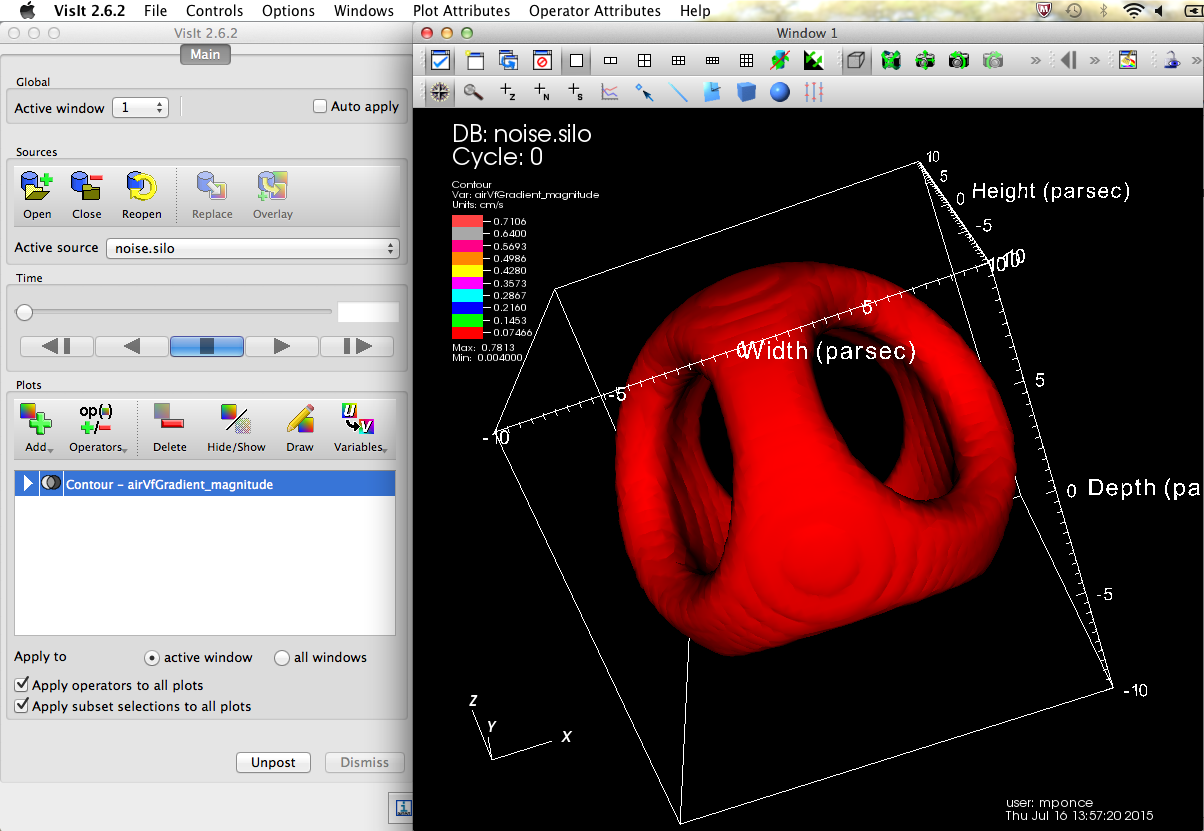 VisIt 2.6.2 File Controls Options Windows Plot Attributes Operator Attributes Help
VisIt 2.6.2
Main
Global
Active window 1 Auto apply
Sources
Open Close Reopen Replace Overlay
Active source noise.silo
Time
Plots
op(·)
+/-
u
v
Add Operators Delete Hide/Show Draw Variables
Contour – airVfGradient_magnitude
Apply to active window all windows
Apply operators to all plots
Apply subset selections to all plots
Unpost Dismiss
Window 1
Z N S
DB: noise.silo
Cycle: 0
Contour
Var: airVfGradient_magnitude
Units: cm/s
0.7106
0.6400
0.5693
0.4986
0.4280
0.3573
0.2867
0.2160
0.1453
0.07466
Max: 0.7813
Min: 0.004000
10
5
0 Height (parsec)
-5
-10
10
10
5
0
Width (parsec)
-5
-10
5
0 Depth (pa
-5
-10
Z
Y
X
user: mponce
Thu Jul 16 13:57:20 2015